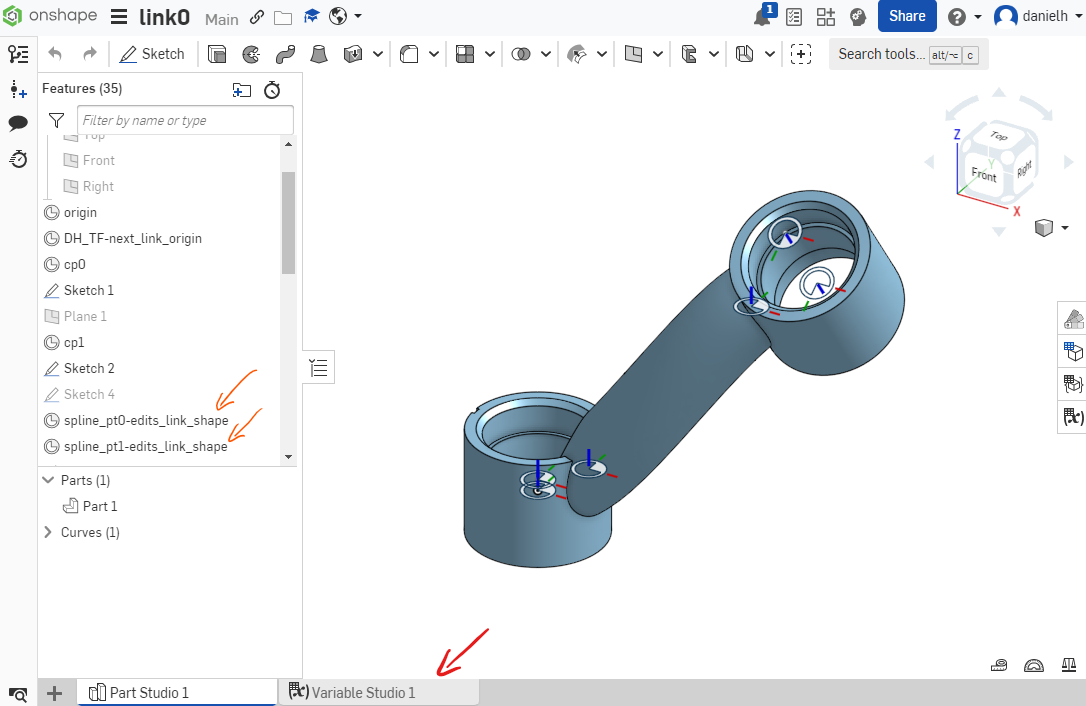 onshape
link0
Main
1
Share
danielh
Sketch
Search tools... alt/⌥ c
Features (35)
Filter by name or type
Top
Front
Right
origin
DH_TF-next_link_origin
cp0
Sketch 1
Plane 1
cp1
Sketch 2
Sketch 4
spline_pt0-edits_link_shape
spline_pt1-edits_link_shape
Parts (1)
Part 1
Curves (1)
Z
Top
Y
Front
Right
X
(x)
Part Studio 1
(x) Variable Studio 1